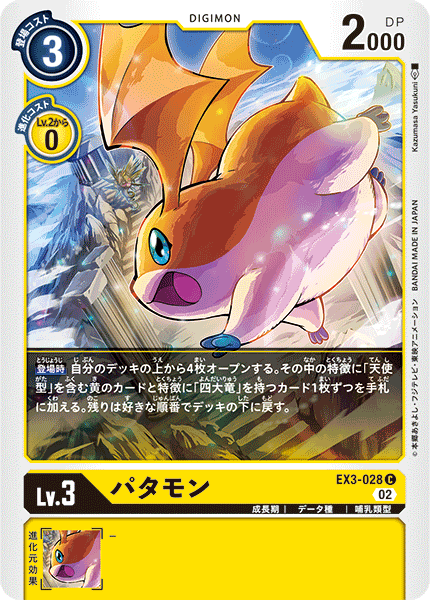 DIGIMON
登場コスト
3
DP
2000
進化コスト
Lv.2から
0
Kazumasa Yasukuni
© 本郷あきよし・フジテレビ・東映アニメーション BANDAI MADE IN JAPAN
登場時 自分のデッキの上から4枚オープンする。その中の特徴に「天使
型」を含む黄のカードと特徴に「四大竜」を持つカード1枚ずつを手札
に加える。残りは好きな順番でデッキの下に戻す。
EX3-028 C
02
Lv.3
パタモン
成長期 | データ種 | 哺乳類型
進化元効果
–